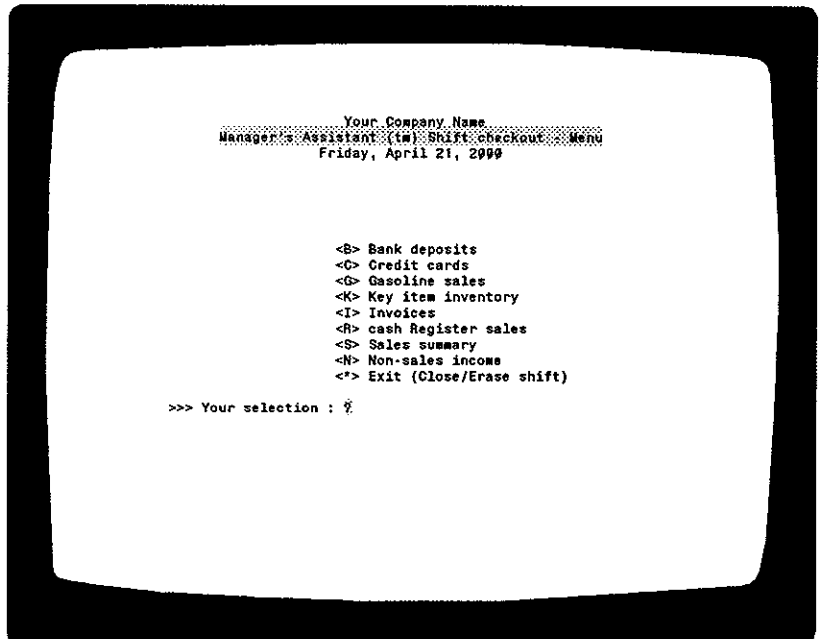 Your Company Name
Manager's Assistant (tm) Shift checkout - Menu
Friday, April 21, 2000
<B> Bank deposits
<C> Credit cards
<G> Gasoline sales
<K> Key item inventory
<I> Invoices
<R> cash Register sales
<S> Sales summary
<N> Non-sales income
<*> Exit (Close/Erase shift)
>>> Your selection : ?